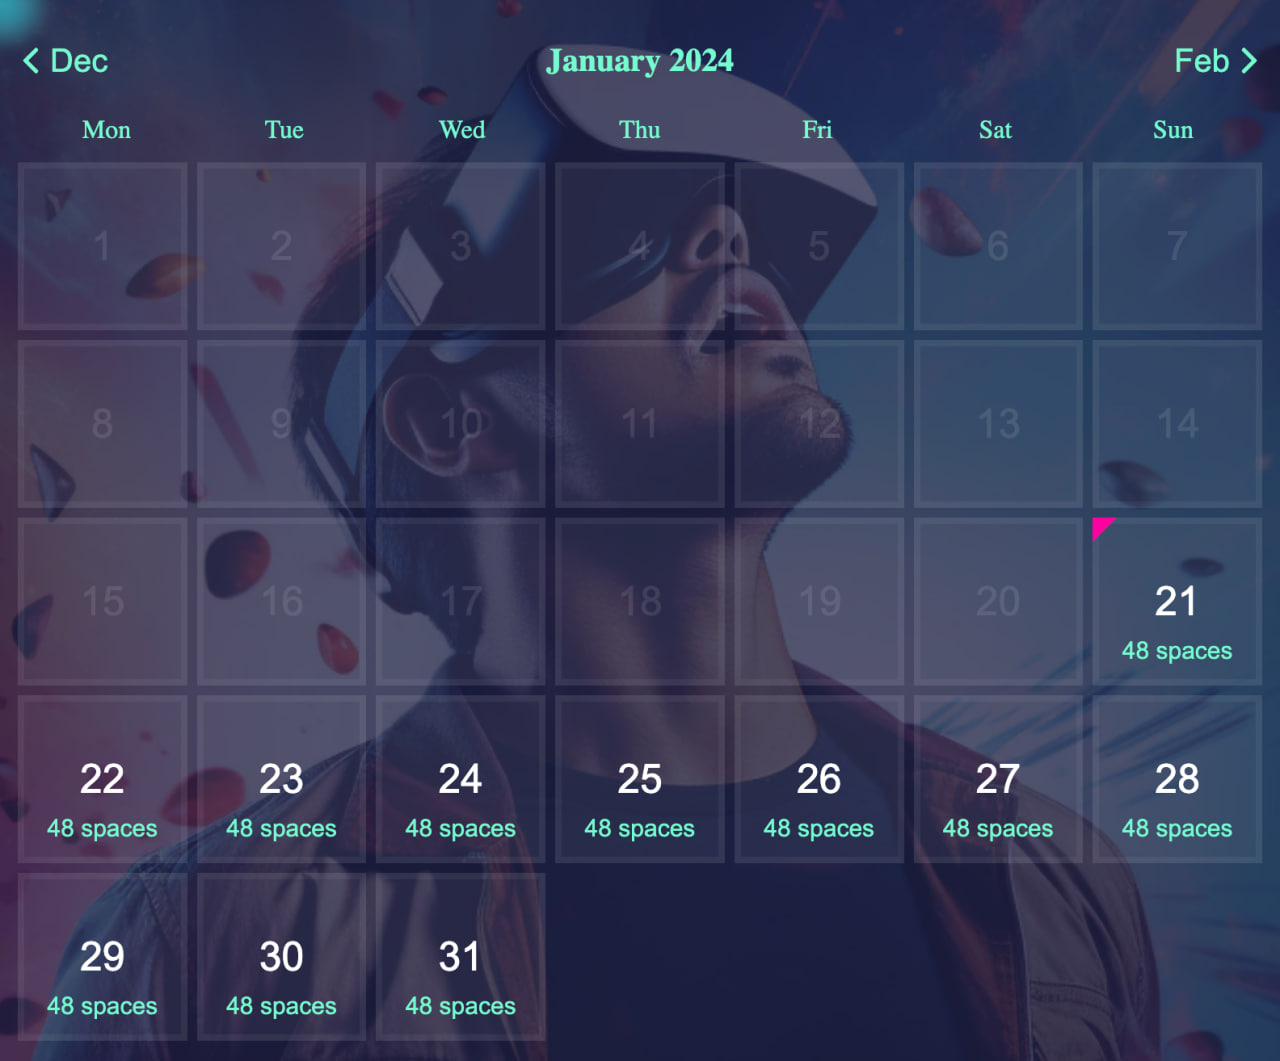 Dec January 2024 Feb
Mon Tue Wed Thu Fri Sat Sun
1 2 3 4 5 6 7
8 9 10 11 12 13 14
15 16 17 18 19 20 21
48 spaces
22 23 24 25 26 27 28
48 spaces 48 spaces 48 spaces 48 spaces 48 spaces 48 spaces 48 spaces
29 30 31
48 spaces 48 spaces 48 spaces